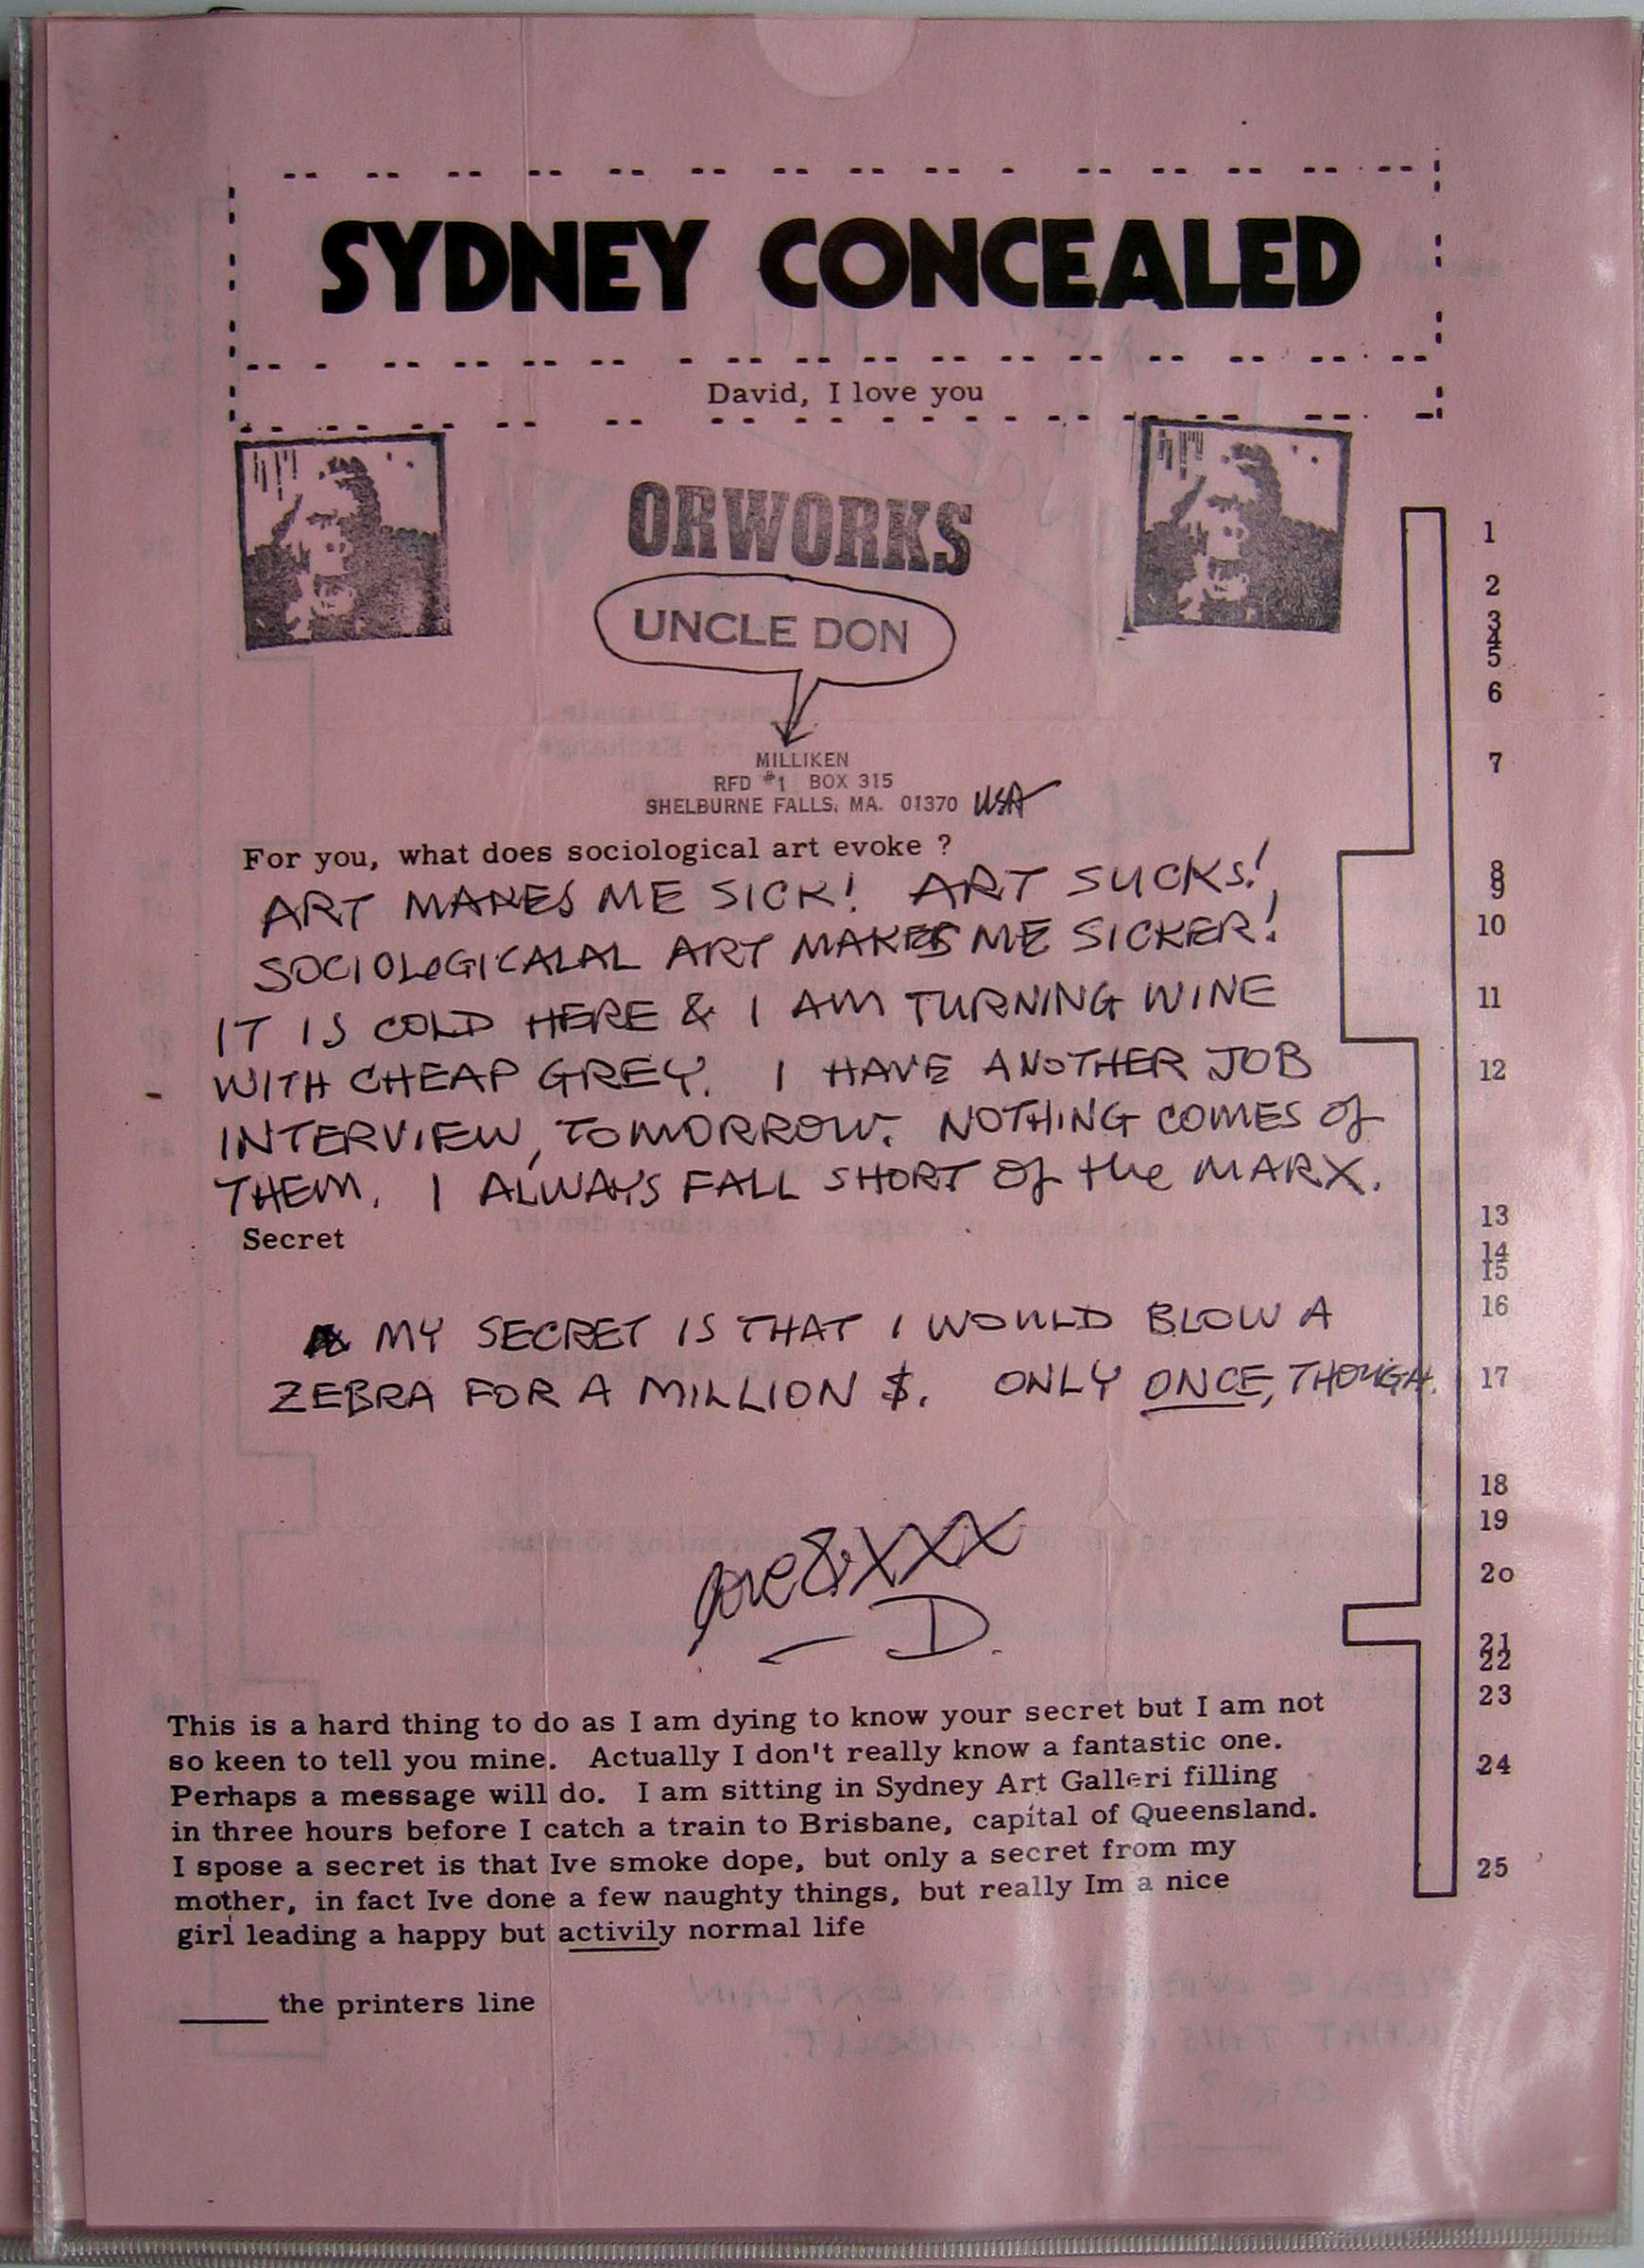 SYDNEY CONCEALED
David, I love you
ORWORKS
UNCLE DON
MILLIKEN
RFD #1 BOX 315
SHELBURNE FALLS, MA. 01370 USA
For you, what does sociological art evoke ?
ART MAKES ME SICK! ART SUCKS!
SOCIOLOGICALAL ART MAKES ME SICKER!
IT IS COLD HERE & I AM TURNING WINE
WITH CHEAP GREY. I HAVE ANOTHER JOB
INTERVIEW, TOMORROW. NOTHING COMES of
THEM. I ALWAYS FALL SHORT of the MARX.
Secret
MY SECRET IS THAT I WOULD BLOW A
ZEBRA FOR A MILLION $. ONLY ONCE, THOUGH.
love & XXX
— D.
This is a hard thing to do as I am dying to know your secret but I am not
so keen to tell you mine. Actually I don't really know a fantastic one.
Perhaps a message will do. I am sitting in Sydney Art Galleri filling
in three hours before I catch a train to Brisbane, capital of Queensland.
I spose a secret is that Ive smoke dope, but only a secret from my
mother, in fact Ive done a few naughty things, but really Im a nice
girl leading a happy but activily normal life
_____ the printers line
1
2
3
4
5
6
7
8
9
10
11
12
13
14
15
16
17
18
19
2o
21
22
23
24
25